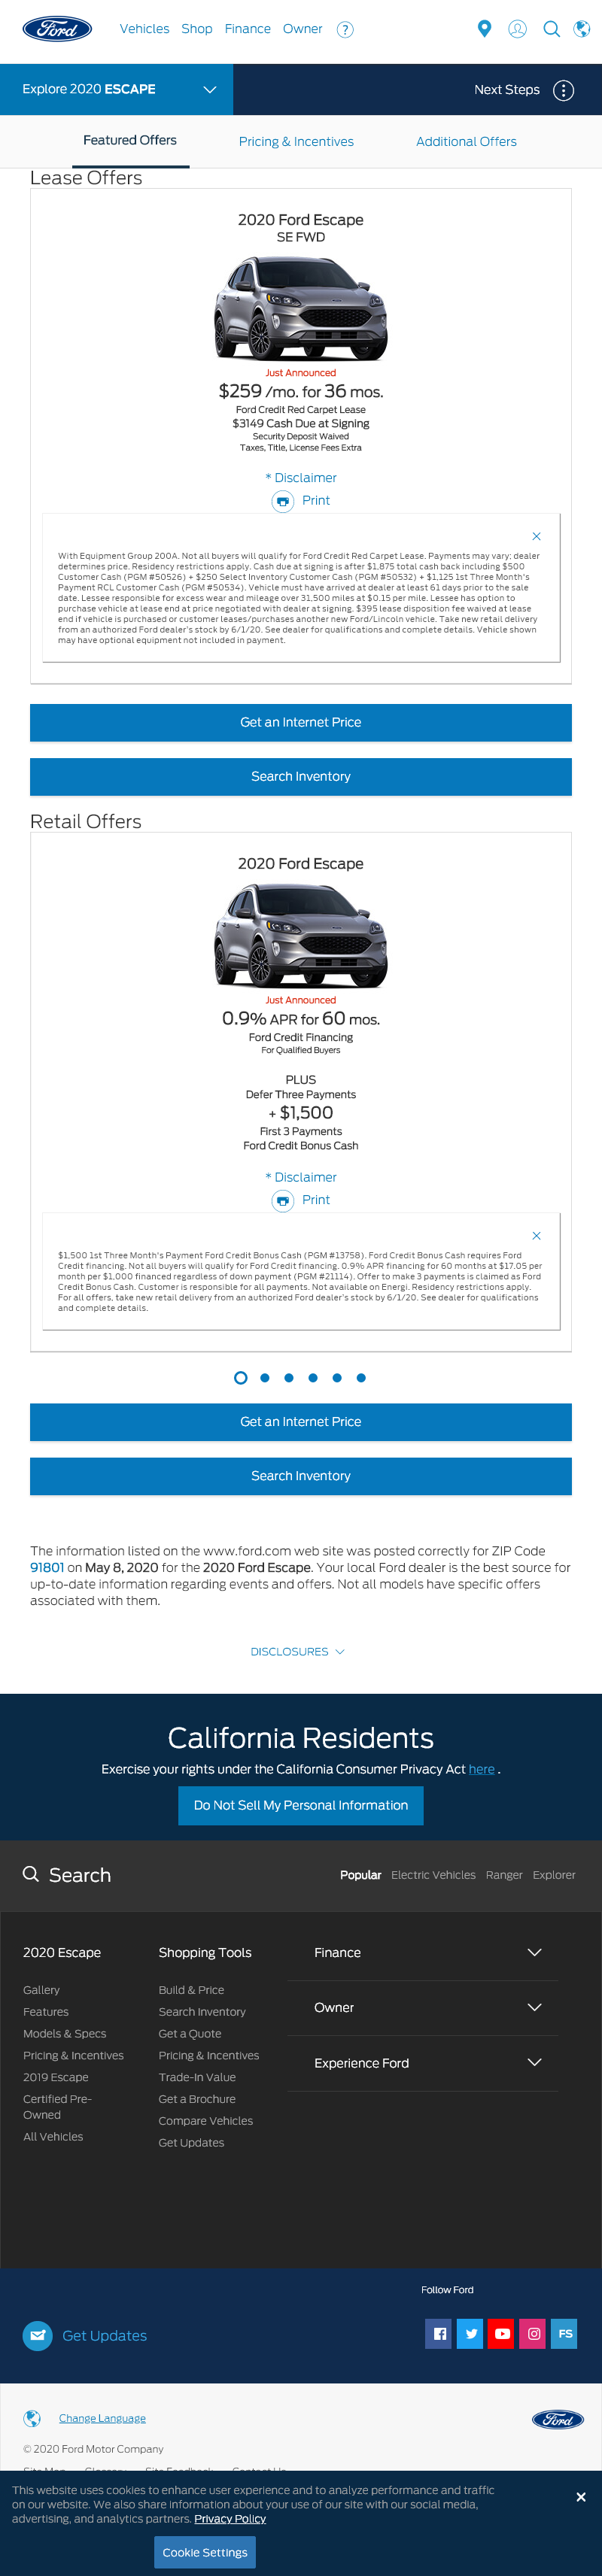 Ford
Vehicles Shop Finance Owner ?
Explore 2020 ESCAPE
Next Steps
Featured Offers
Pricing & Incentives
Additional Offers
Lease Offers
2020 Ford Escape
SE FWD
Just Announced
$259 /mo. for 36 mos.
Ford Credit Red Carpet Lease
$3149 Cash Due at Signing
Security Deposit Waived
Taxes, Title, License Fees Extra
* Disclaimer
Print
With Equipment Group 200A. Not all buyers will qualify for Ford Credit Red Carpet Lease. Payments may vary; dealer
determines price. Residency restrictions apply. Cash due at signing is after $1,875 total cash back including $500
Customer Cash (PGM #50526) + $250 Select Inventory Customer Cash (PGM #50532) + $1,125 1st Three Month's
Payment RCL Customer Cash (PGM #50534). Vehicle must have arrived at dealer at least 61 days prior to the sale
date. Lessee responsible for excess wear and mileage over 31,500 miles at $0.15 per mile. Lessee has option to
purchase vehicle at lease end at price negotiated with dealer at signing. $395 lease disposition fee waived at lease
end if vehicle is purchased or customer leases/purchases another new Ford/Lincoln vehicle. Take new retail delivery
from an authorized Ford dealer's stock by 6/1/20. See dealer for qualifications and complete details. Vehicle shown
may have optional equipment not included in payment.
Get an Internet Price
Search Inventory
Retail Offers
2020 Ford Escape
Just Announced
0.9% APR for 60 mos.
Ford Credit Financing
For Qualified Buyers
PLUS
Defer Three Payments
+ $1,500
First 3 Payments
Ford Credit Bonus Cash
* Disclaimer
Print
$1,500 1st Three Month's Payment Ford Credit Bonus Cash (PGM #13758). Ford Credit Bonus Cash requires Ford
Credit financing. Not all buyers will qualify for Ford Credit financing. 0.9% APR financing for 60 months at $17.05 per
month per $1,000 financed regardless of down payment (PGM #21114). Offer to make 3 payments is claimed as Ford
Credit Bonus Cash. Customer is responsible for all payments. Not available on Energi. Residency restrictions apply.
For all offers, take new retail delivery from an authorized Ford dealer's stock by 6/1/20. See dealer for qualifications
and complete details.
Get an Internet Price
Search Inventory
The information listed on the www.ford.com web site was posted correctly for ZIP Code
91801 on May 8, 2020 for the 2020 Ford Escape. Your local Ford dealer is the best source for
up-to-date information regarding events and offers. Not all models have specific offers
associated with them.
DISCLOSURES
California Residents
Exercise your rights under the California Consumer Privacy Act here .
Do Not Sell My Personal Information
Search
Popular Electric Vehicles Ranger Explorer
2020 Escape
Gallery
Features
Models & Specs
Pricing & Incentives
2019 Escape
Certified Pre-
Owned
All Vehicles
Shopping Tools
Build & Price
Search Inventory
Get a Quote
Pricing & Incentives
Trade-In Value
Get a Brochure
Compare Vehicles
Get Updates
Finance
Owner
Experience Ford
Follow Ford
Get Updates
FS
Change Language
Ford
© 2020 Ford Motor Company
Site Map Glossary Site Feedback Contact Us
This website uses cookies to enhance user experience and to analyze performance and traffic
on our website. We also share information about your use of our site with our social media,
advertising, and analytics partners. Privacy Policy
Cookie Settings